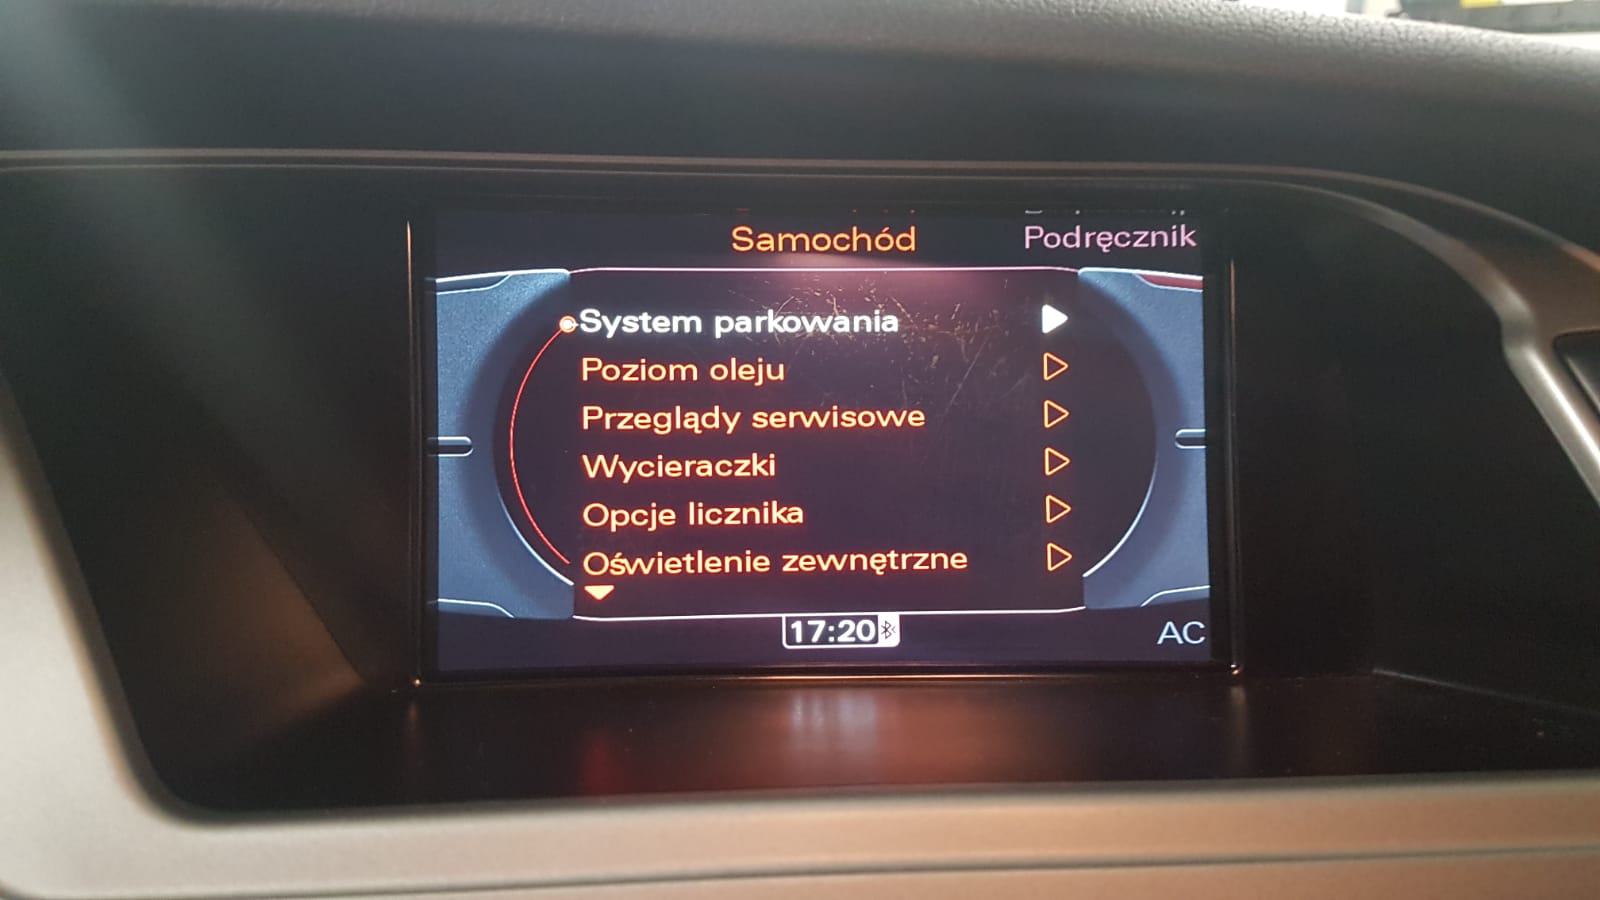 Samochód
Podręcznik
System parkowania
Poziom oleju
Przeglądy serwisowe
Wycieraczki
Opcje licznika
Oświetlenie zewnętrzne
17:20
AC